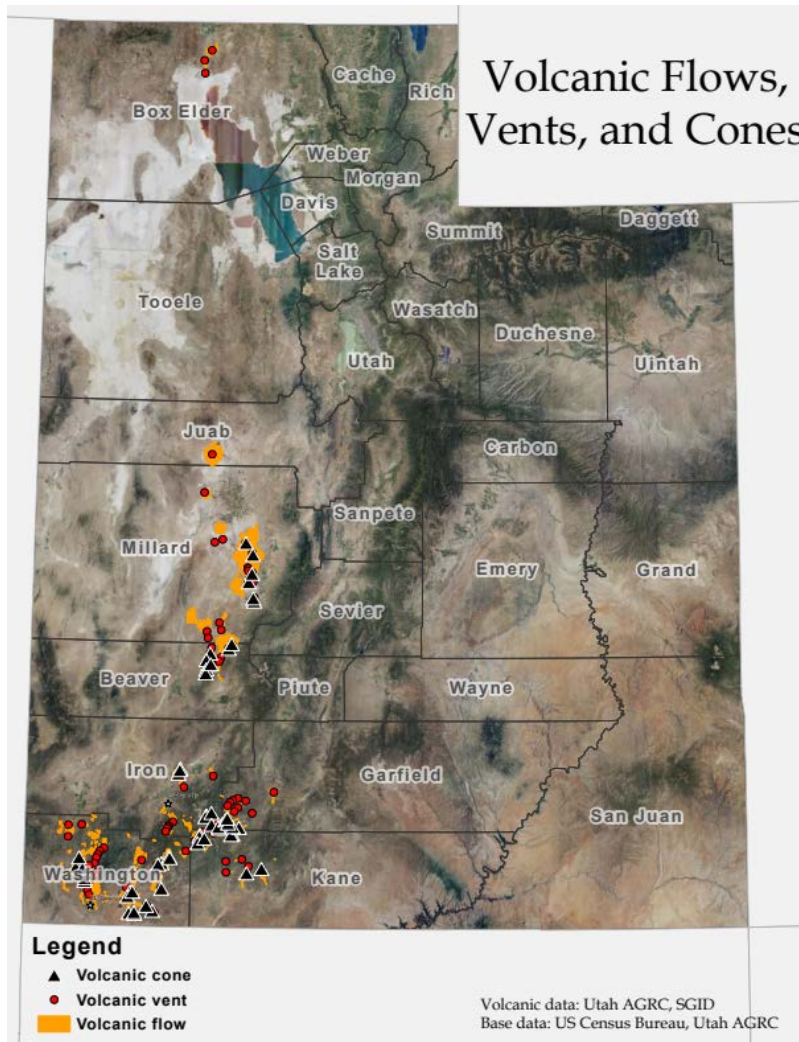 Volcanic Flows,
Vents, and Cones
Cache
Rich
Box Elder
Weber
Morgan
Davis
Daggett
Summit
Salt
Lake
Tooele
Wasatch
Duchesne
Utah
Uintah
Juab
Carbon
Sanpete
Millard
Emery
Grand
Sevier
Beaver
Piute
Wayne
Iron
Garfield
San Juan
Washington
Kane
Legend
Volcanic cone
Volcanic vent
Volcanic flow
Volcanic data: Utah AGRC, SGID
Base data: US Census Bureau, Utah AGRC